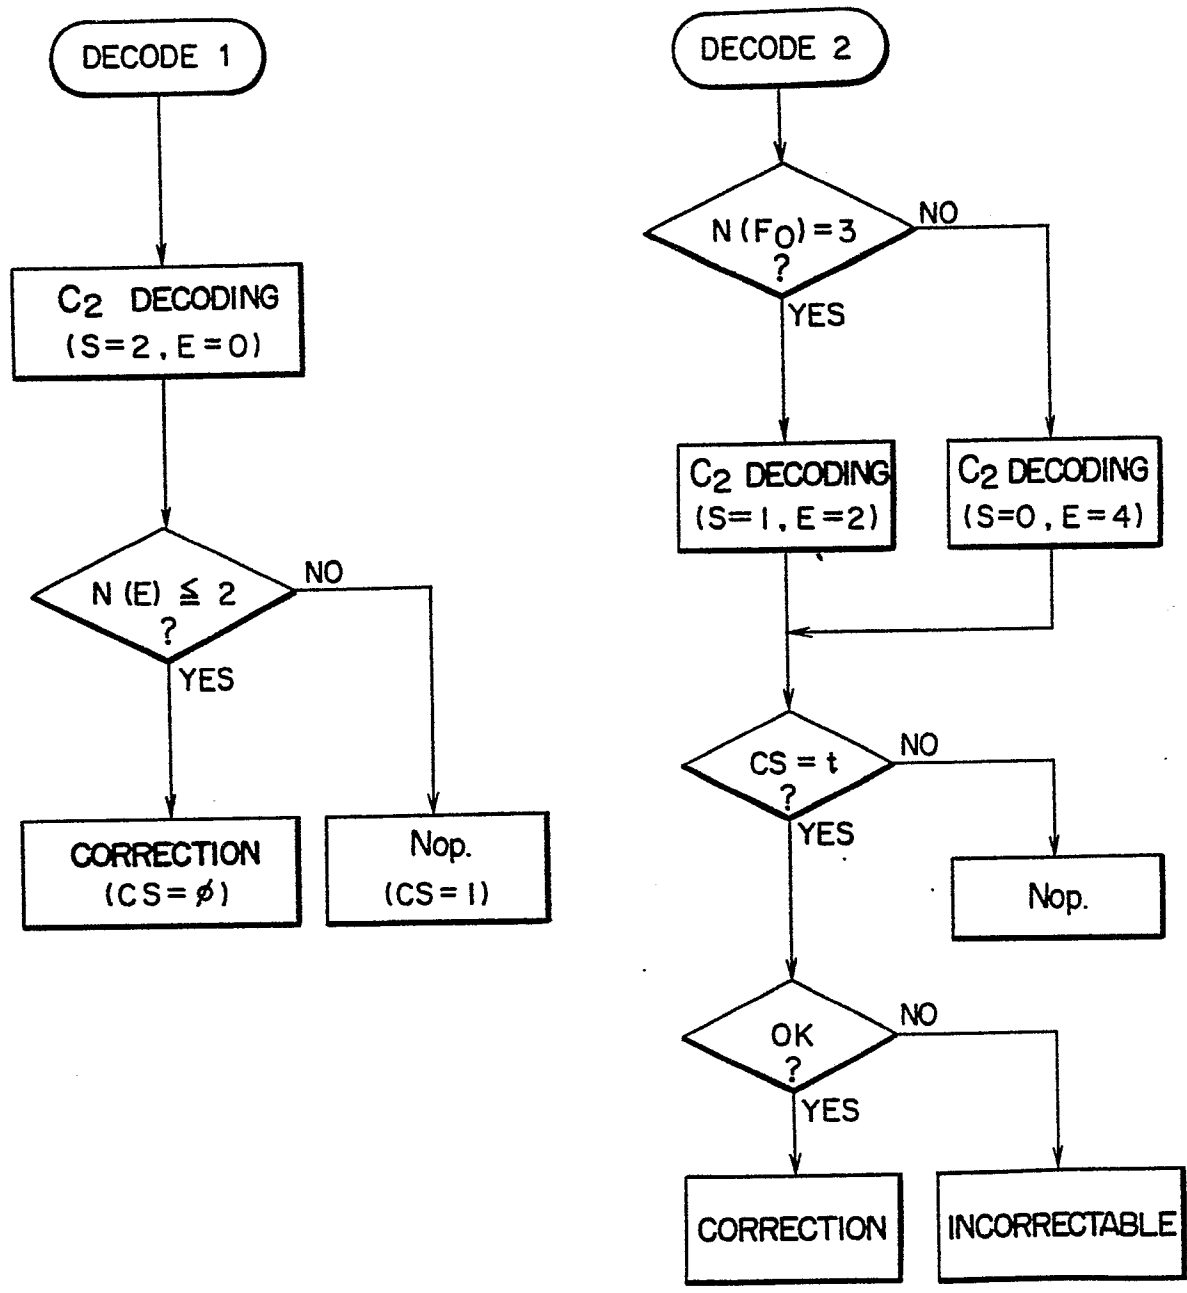 DECODE 1
C2 DECODING
(S=2, E=0)
N(E) ≦ 2
?
NO
YES
CORRECTION
(CS=φ)
Nop.
(CS=1)
DECODE 2
N(F0)=3
?
NO
YES
C2 DECODING
(S=1, E=2)
C2 DECODING
(S=0, E=4)
CS = t
?
NO
YES
Nop.
OK
?
NO
YES
CORRECTION
INCORRECTABLE